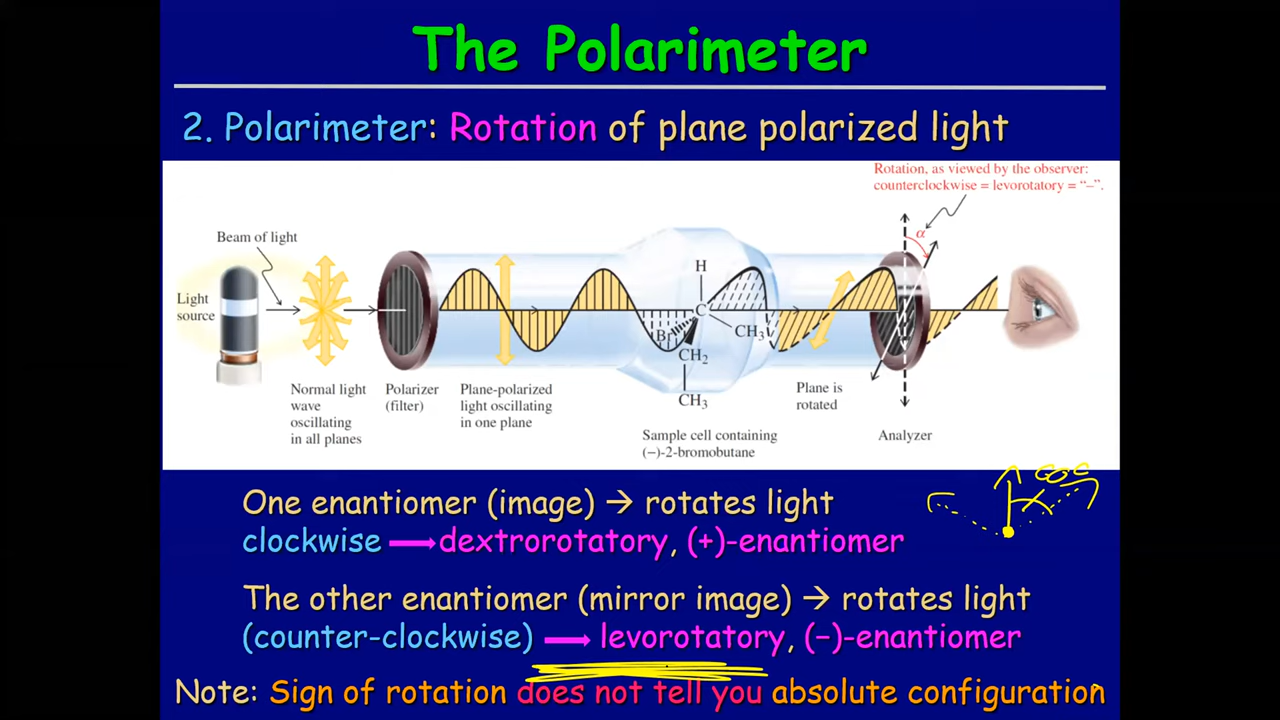 The Polarimeter
2. Polarimeter: Rotation of plane polarized light
Rotation, as viewed by the observer:
counterclockwise = levorotatory = “–”.
α
Beam of light
Light
source
H
C
Br
CH₃
CH₂
CH₃
Normal light
wave
oscillating
in all planes
Polarizer
(filter)
Plane-polarized
light oscillating
in one plane
Sample cell containing
(−)-2-bromobutane
Plane is
rotated
Analyzer
One enantiomer (image) → rotates light
clockwise ⟶ dextrorotatory, (+)-enantiomer
The other enantiomer (mirror image) → rotates light
(counter-clockwise) ⟶ levorotatory, (−)-enantiomer
Note: Sign of rotation does not tell you absolute configuration